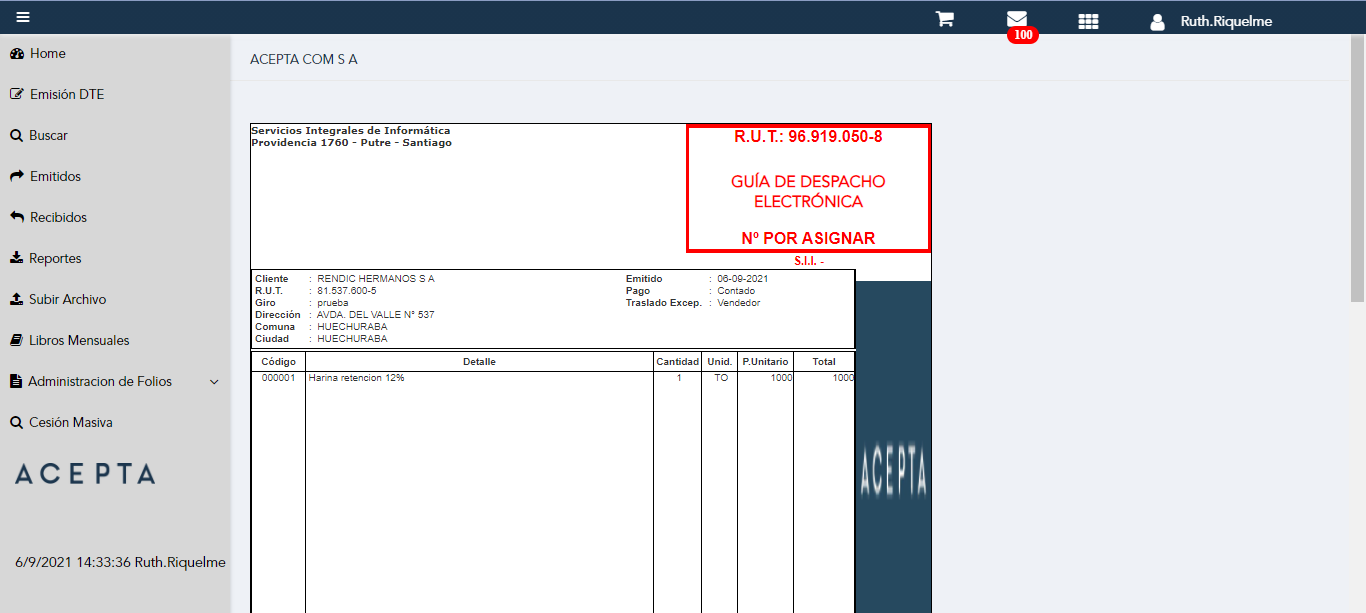 Ruth.Riquelme
100
Home
Emisión DTE
Buscar
Emitidos
Recibidos
Reportes
Subir Archivo
Libros Mensuales
Administracion de Folios
Cesión Masiva
ACEPTA
6/9/2021 14:33:36 Ruth.Riquelme
ACEPTA COM S A
Servicios Integrales de Informática
Providencia 1760 - Putre - Santiago
R.U.T.: 96.919.050-8
GUÍA DE DESPACHO
ELECTRÓNICA
Nº POR ASIGNAR
S.I.I. -
Cliente : RENDIC HERMANOS S A
R.U.T. : 81.537.600-5
Giro : prueba
Dirección : AVDA. DEL VALLE N° 537
Comuna : HUECHURABA
Ciudad : HUECHURABA
Emitido : 06-09-2021
Pago : Contado
Traslado Excep. : Vendedor
Código Detalle Cantidad Unid. P.Unitario Total
000001 Harina retencion 12% 1 TO 1000 1000
ACEPTA